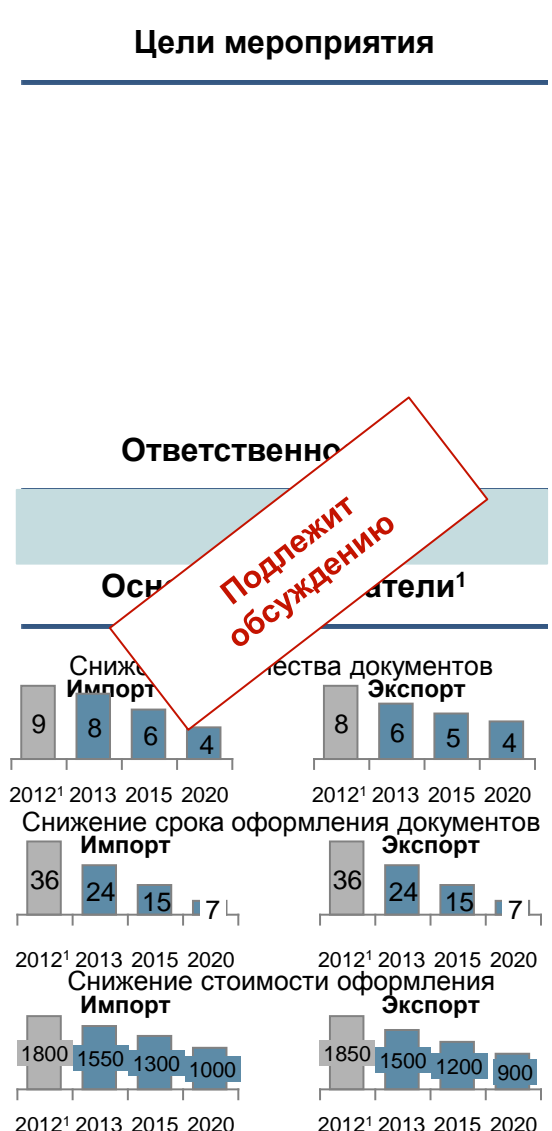 Цели мероприятия
Ответственно
Подлежит
обсуждению
Осн атели¹
Сниже ества документов
Импорт Экспорт
9 8 6 4 8 6 5 4
2012¹ 2013 2015 2020 2012¹ 2013 2015 2020
Снижение срока оформления документов
Импорт Экспорт
36 24 15 7 36 24 15 7
2012¹ 2013 2015 2020 2012¹ 2013 2015 2020
Снижение стоимости оформления
Импорт Экспорт
1800 1550 1300 1000 1850 1500 1200 900
2012¹ 2013 2015 2020 2012¹ 2013 2015 2020